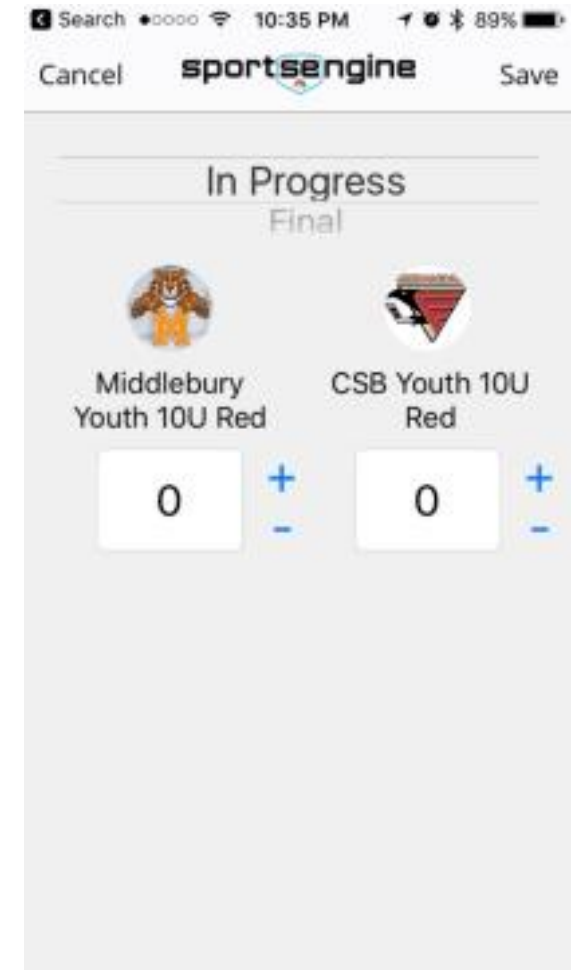 Search 10:35 PM 89%
Cancel sportsengine Save
In Progress
Final
M
Middlebury
Youth 10U Red
CSB Youth 10U
Red
0 + - 0 + -